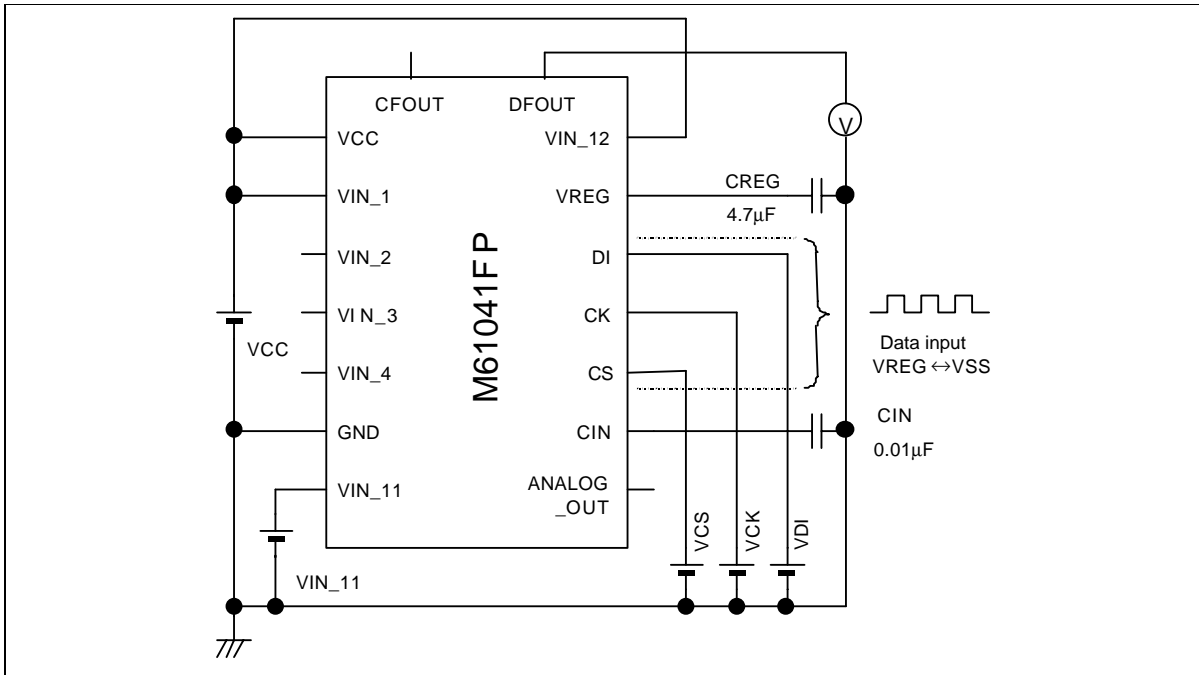 CFOUT
DFOUT
VCC
VIN_12
V
VIN_1
VREG
CREG
4.7μF
VIN_2
DI
VI N_3
CK
Data input
VREG ↔VSS
VCC
VIN_4
CS
M61041FP
GND
CIN
CIN
0.01μF
VIN_11
ANALOG
_OUT
VCS
VCK
VDI
VIN_11